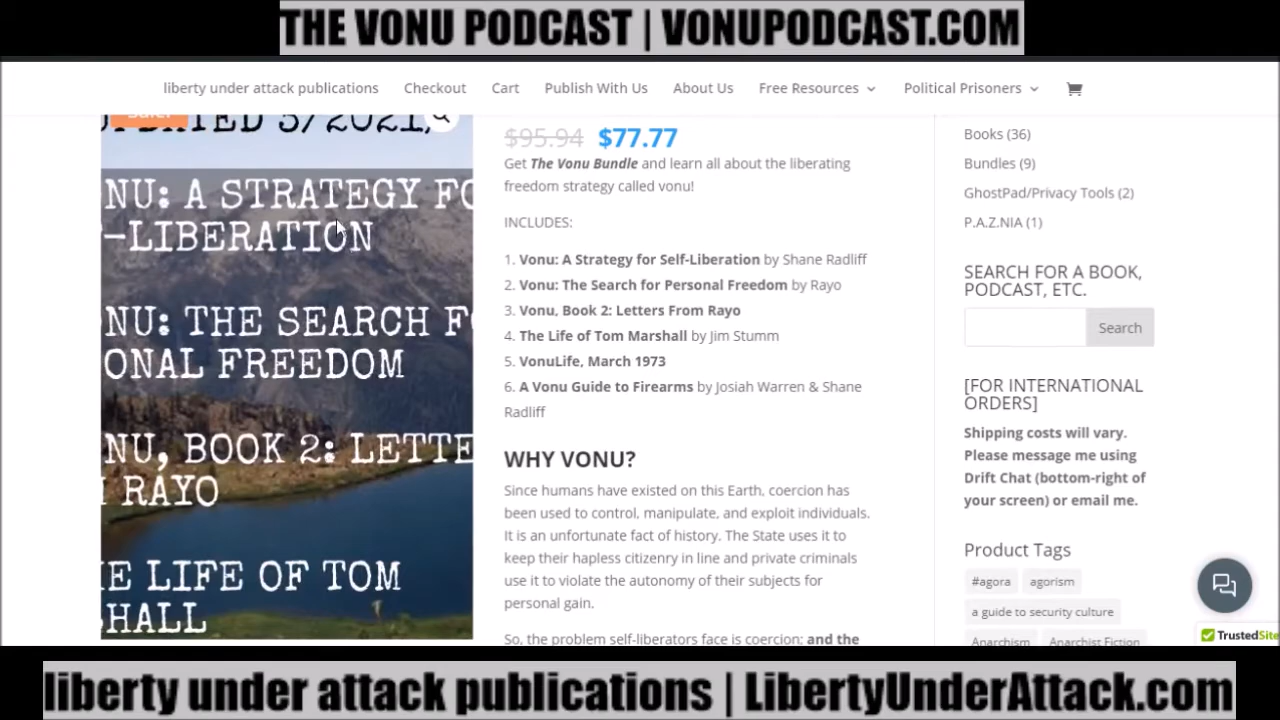 THE VONU PODCAST | VONUPODCAST.COM
liberty under attack publications Checkout Cart Publish With Us About Us Free Resources Political Prisoners
Sale!
UPDATED 3/2021,
NU: A STRATEGY FO
-LIBERATION
NU: THE SEARCH F
ONAL FREEDOM
NU, BOOK 2: LETTE
RAYO
E LIFE OF TOM
SHALL
$95.94 $77.77
Get The Vonu Bundle and learn all about the liberating
freedom strategy called vonu!
INCLUDES:
1. Vonu: A Strategy for Self-Liberation by Shane Radliff
2. Vonu: The Search for Personal Freedom by Rayo
3. Vonu, Book 2: Letters From Rayo
4. The Life of Tom Marshall by Jim Stumm
5. VonuLife, March 1973
6. A Vonu Guide to Firearms by Josiah Warren & Shane
Radliff
WHY VONU?
Since humans have existed on this Earth, coercion has
been used to control, manipulate, and exploit individuals.
It is an unfortunate fact of history. The State uses it to
keep their hapless citizenry in line and private criminals
use it to violate the autonomy of their subjects for
personal gain.
So, the problem self-liberators face is coercion: and the
Books (36)
Bundles (9)
GhostPad/Privacy Tools (2)
P.A.Z.NIA (1)
SEARCH FOR A BOOK,
PODCAST, ETC.
Search
[FOR INTERNATIONAL
ORDERS]
Shipping costs will vary.
Please message me using
Drift Chat (bottom-right of
your screen) or email me.
Product Tags
#agora agorism
a guide to security culture
Anarchism Anarchist Fiction
TrustedSite
liberty under attack publications | LibertyUnderAttack.com